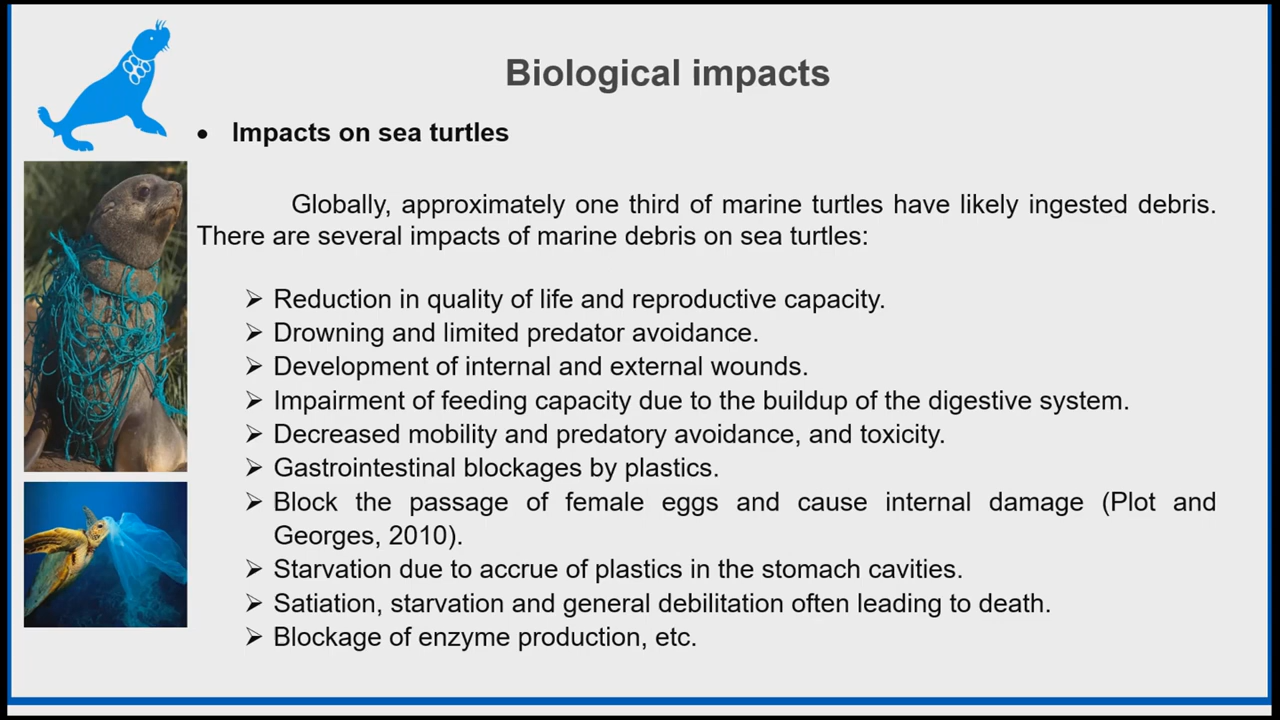 Biological impacts
• Impacts on sea turtles
Globally, approximately one third of marine turtles have likely ingested debris.
There are several impacts of marine debris on sea turtles:
➢ Reduction in quality of life and reproductive capacity.
➢ Drowning and limited predator avoidance.
➢ Development of internal and external wounds.
➢ Impairment of feeding capacity due to the buildup of the digestive system.
➢ Decreased mobility and predatory avoidance, and toxicity.
➢ Gastrointestinal blockages by plastics.
➢ Block the passage of female eggs and cause internal damage (Plot and
Georges, 2010).
➢ Starvation due to accrue of plastics in the stomach cavities.
➢ Satiation, starvation and general debilitation often leading to death.
➢ Blockage of enzyme production, etc.